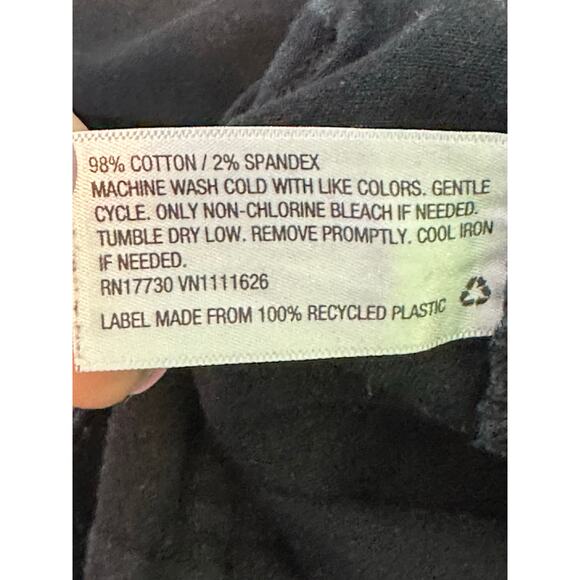 98% COTTON / 2% SPANDEX
MACHINE WASH COLD WITH LIKE COLORS. GENTLE
CYCLE. ONLY NON-CHLORINE BLEACH IF NEEDED.
TUMBLE DRY LOW. REMOVE PROMPTLY. COOL IRON
IF NEEDED.
RN17730 VN1111626
LABEL MADE FROM 100% RECYCLED PLASTIC